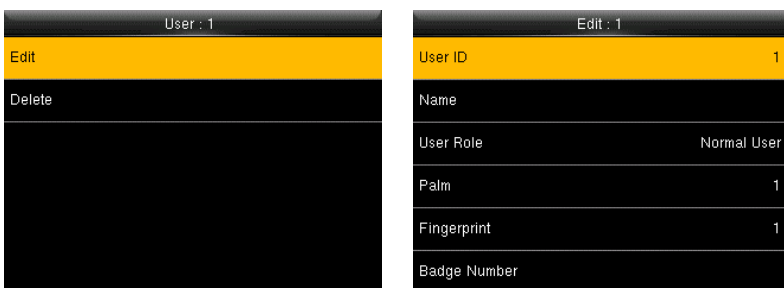 User : 1
Edit
Delete
Edit : 1
User ID 1
Name
User Role Normal User
Palm 1
Fingerprint 1
Badge Number